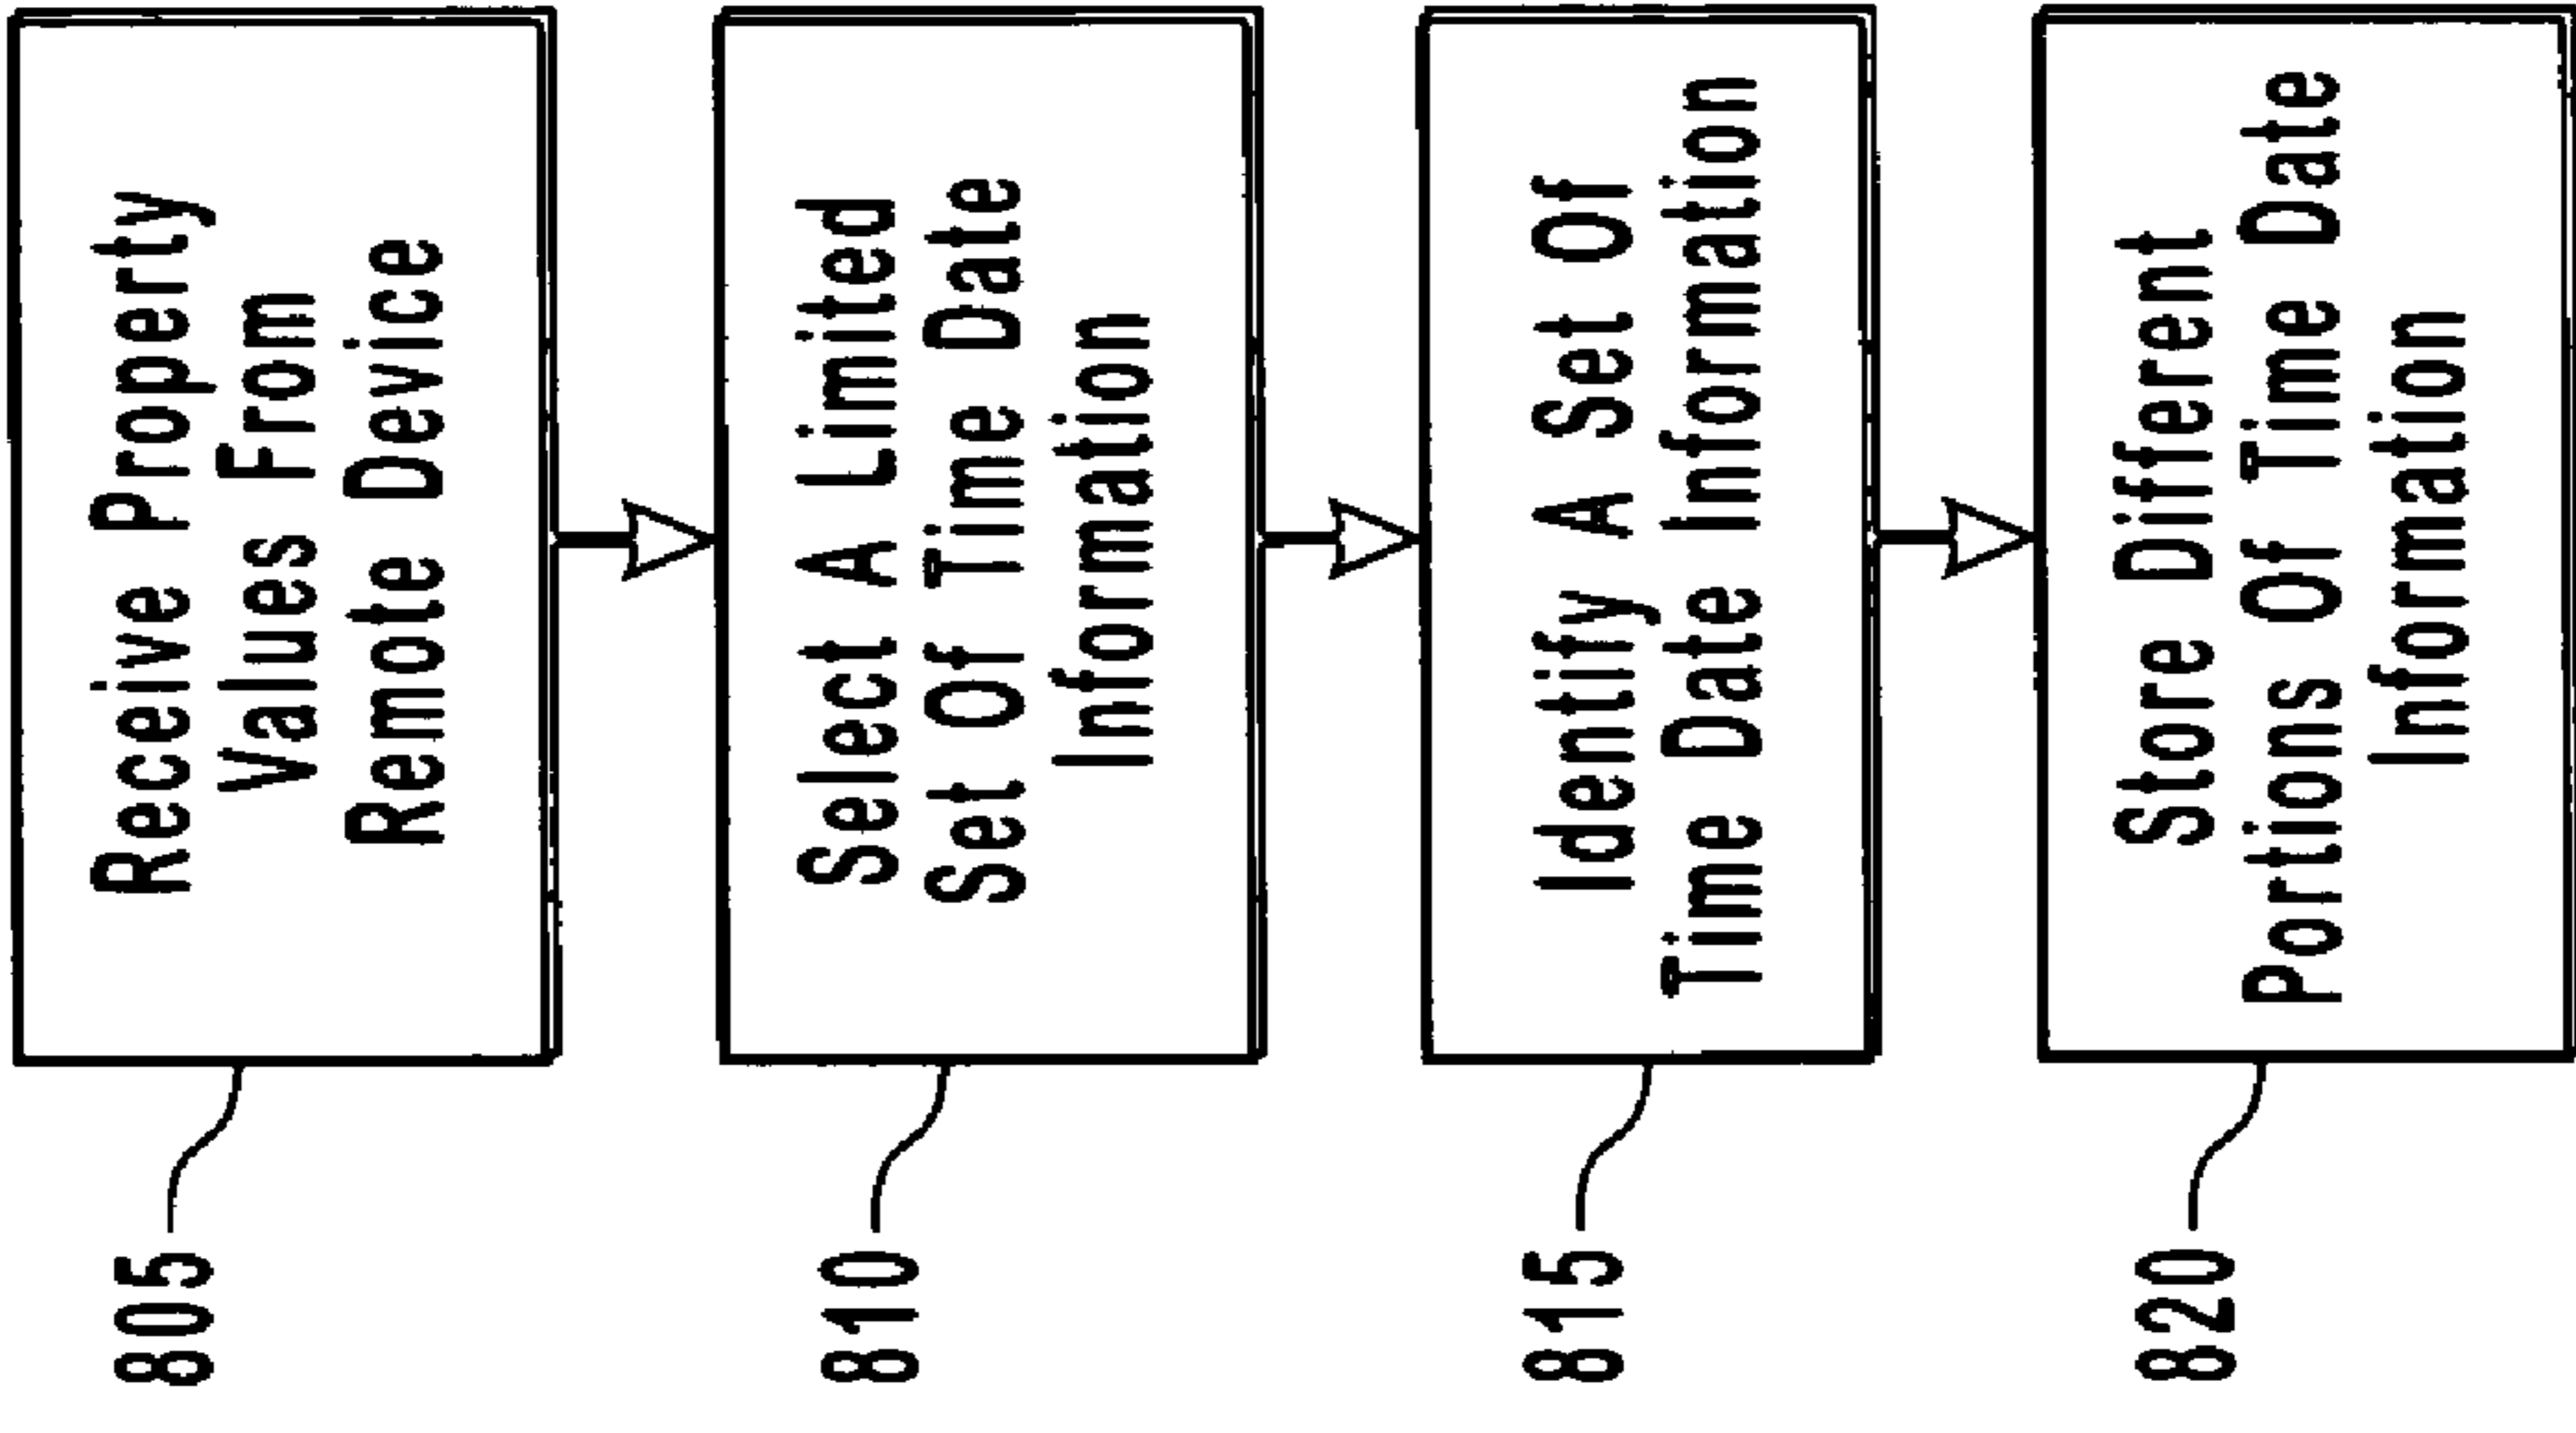 805
Receive Property
Values From
Remote Device
810
Select A Limited
Set Of Time Date
Information
815
Identify A Set Of
Time Date Information
820
Store Different
Portions Of Time Date
Information